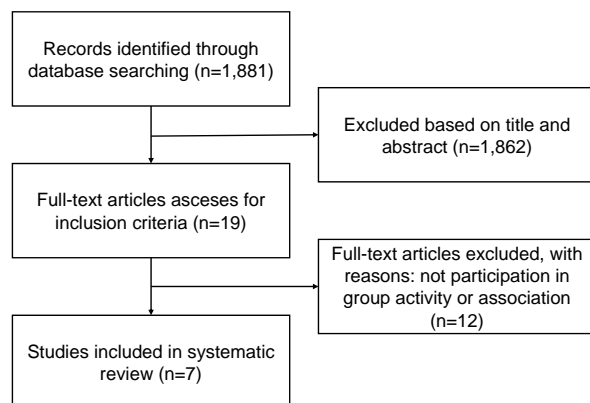 Records identified through
database searching (n=1,881)
Excluded based on title and
abstract (n=1,862)
Full-text articles asceses for
inclusion criteria (n=19)
Full-text articles excluded, with
reasons: not participation in
group activity or association
(n=12)
Studies included in systematic
review (n=7)